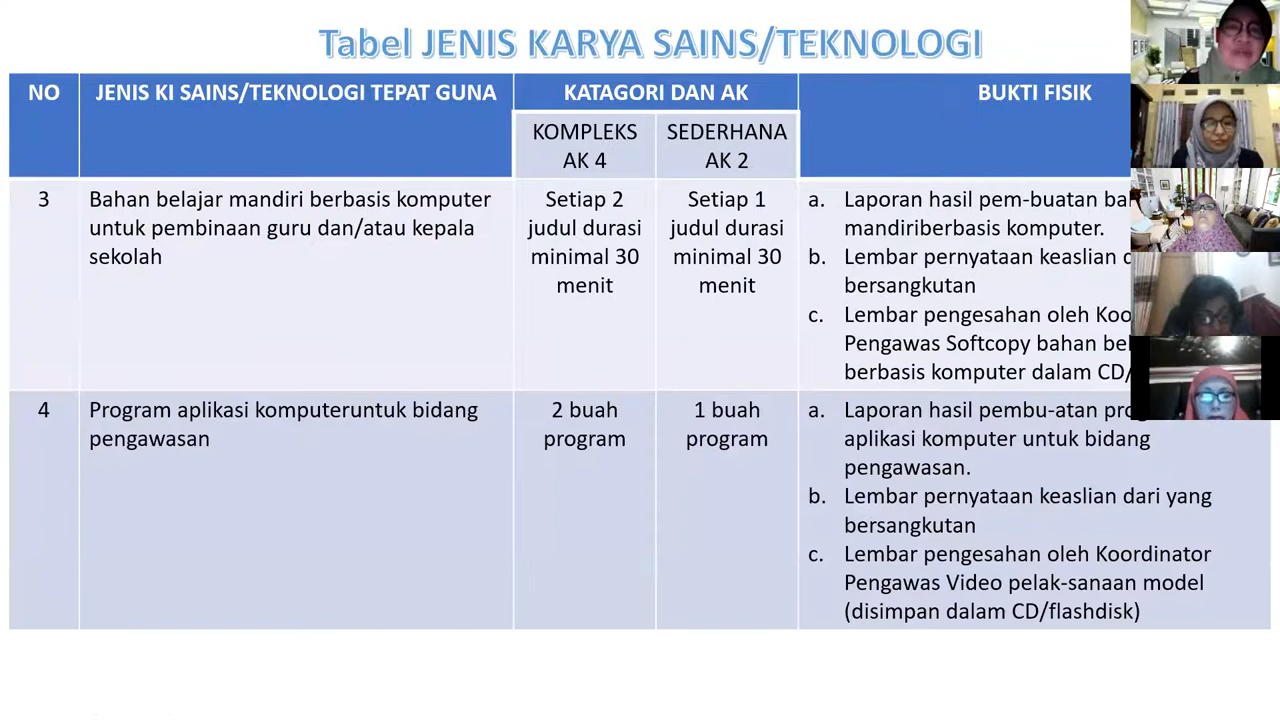 Tabel JENIS KARYA SAINS/TEKNOLOGI
NO
JENIS KI SAINS/TEKNOLOGI TEPAT GUNA
KATAGORI DAN AK
BUKTI FISIK
KOMPLEKS
AK 4
SEDERHANA
AK 2
3
Bahan belajar mandiri berbasis komputer
untuk pembinaan guru dan/atau kepala
sekolah
Setiap 2
judul durasi
minimal 30
menit
Setiap 1
judul durasi
minimal 30
menit
a. Laporan hasil pem-buatan
mandiriberbasis komputer.
b. Lembar pernyataan keaslian
bersangkutan
c. Lembar pengesahan oleh
Pengawas Softcopy bahan
berbasis komputer dalam CD/
4
Program aplikasi komputeruntuk bidang
pengawasan
2 buah
program
1 buah
program
a. Laporan hasil pembu-atan
aplikasi komputer untuk bidang
pengawasan.
b. Lembar pernyataan keaslian dari yang
bersangkutan
c. Lembar pengesahan oleh Koordinator
Pengawas Video pelak-sanaan model
(disimpan dalam CD/flashdisk)